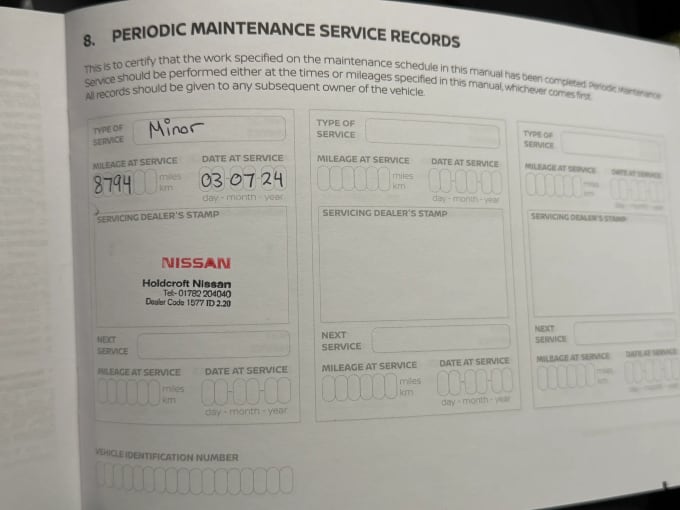 8. PERIODIC MAINTENANCE SERVICE RECORDS
This is to certify that the work specified on the maintenance schedule in this manual has been completed. Periodic Maintenance
Service should be performed either at the times or mileages specified in this manual, whichever comes first.
All records should be given to any subsequent owner of the vehicle.
TYPE OF
SERVICE
Minor
MILEAGE AT SERVICE
DATE AT SERVICE
8794
miles
km
03-07-24
day - month - year
SERVICING DEALER'S STAMP
NISSAN
Holdcroft Nissan
Tel:- 01782 204040
Dealer Code 1577 ID 2.20
NEXT
SERVICE
MILEAGE AT SERVICE
DATE AT SERVICE
miles
km
day - month - year
TYPE OF
SERVICE
MILEAGE AT SERVICE
DATE AT SERVICE
miles
km
day - month - year
SERVICING DEALER'S STAMP
NEXT
SERVICE
MILEAGE AT SERVICE
DATE AT SERVICE
miles
km
day - month - year
TYPE OF
SERVICE
MILEAGE AT SERVICE
DATE AT SERVICE
miles
km
SERVICING DEALER'S STAMP
NEXT
SERVICE
MILEAGE AT SERVICE
DATE AT SERVICE
miles
km
VEHICLE IDENTIFICATION NUMBER